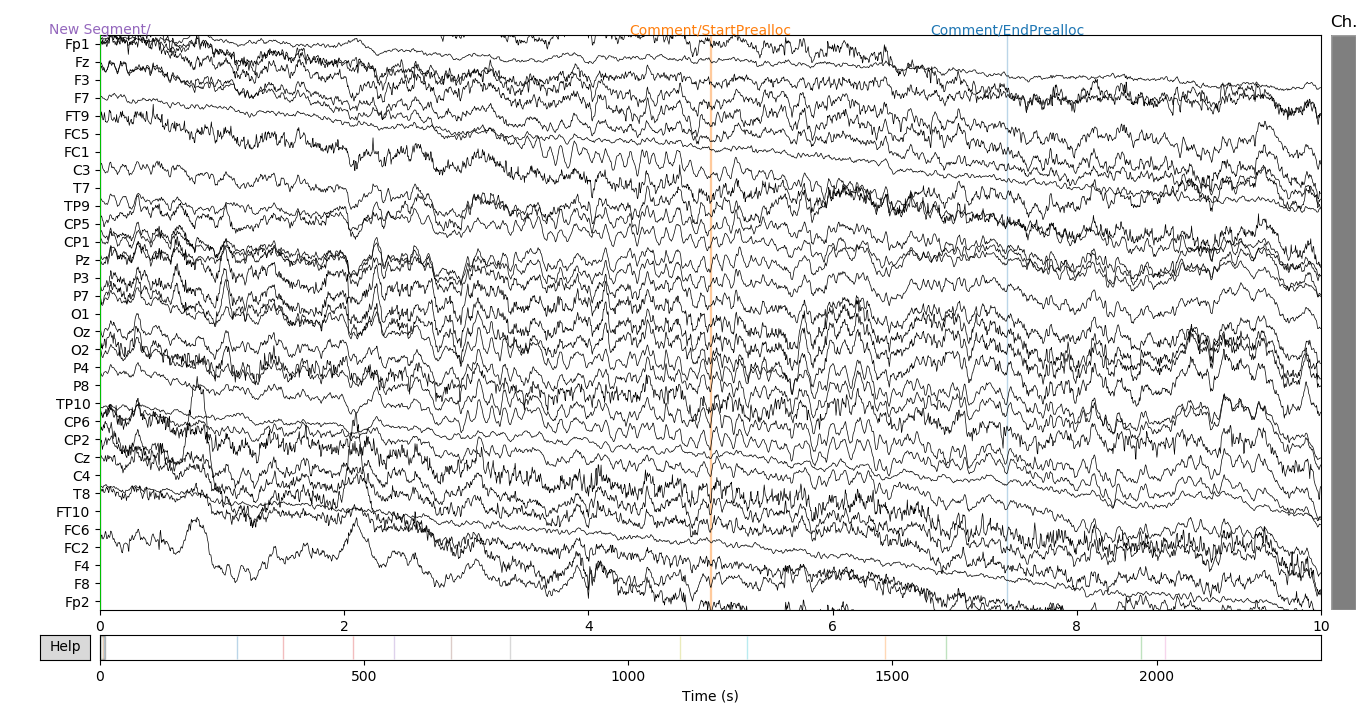 Ch.
New Segment/ Comment/StartPrealloc Comment/EndPrealloc
Fp1
Fz
F3
F7
FT9
FC5
FC1
C3
T7
TP9
CP5
CP1
Pz
P3
P7
O1
Oz
O2
P4
P8
TP10
CP6
CP2
Cz
C4
T8
FT10
FC6
FC2
F4
F8
Fp2
0 2 4 6 8 10
Help
0 500 1000 1500 2000
Time (s)